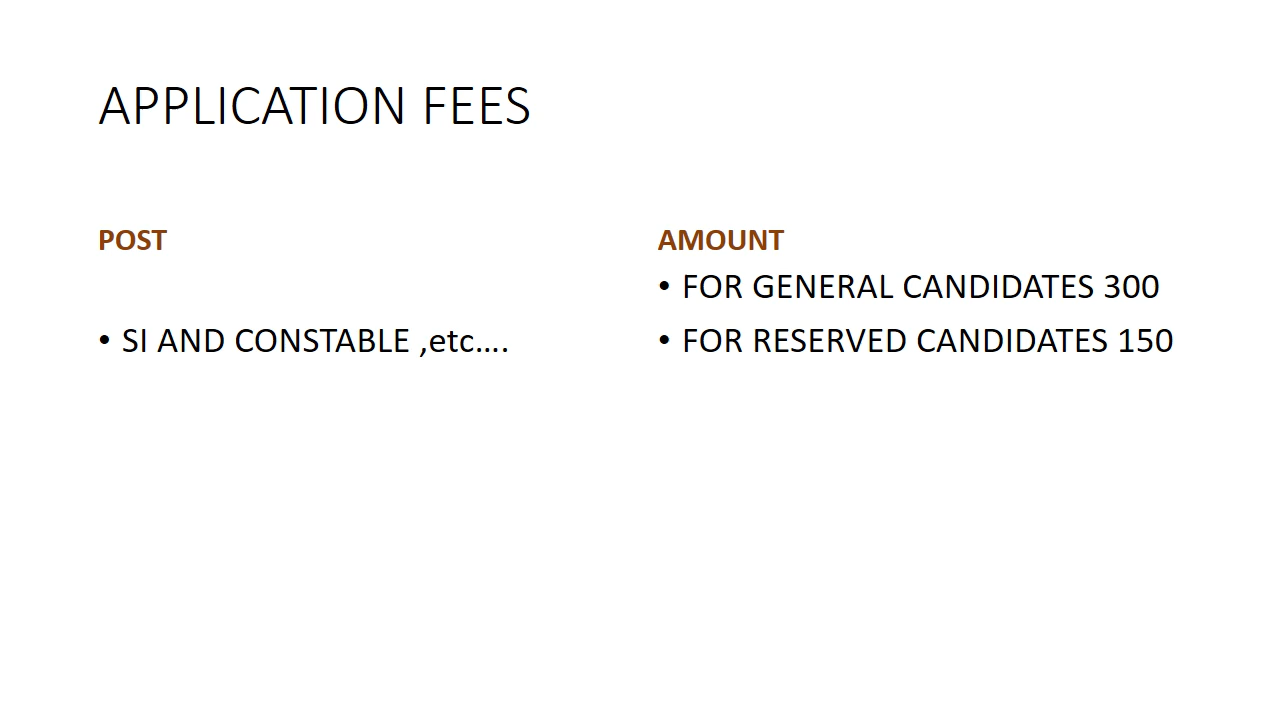 APPLICATION FEES
POST
• SI AND CONSTABLE ,etc....
AMOUNT
• FOR GENERAL CANDIDATES 300
• FOR RESERVED CANDIDATES 150